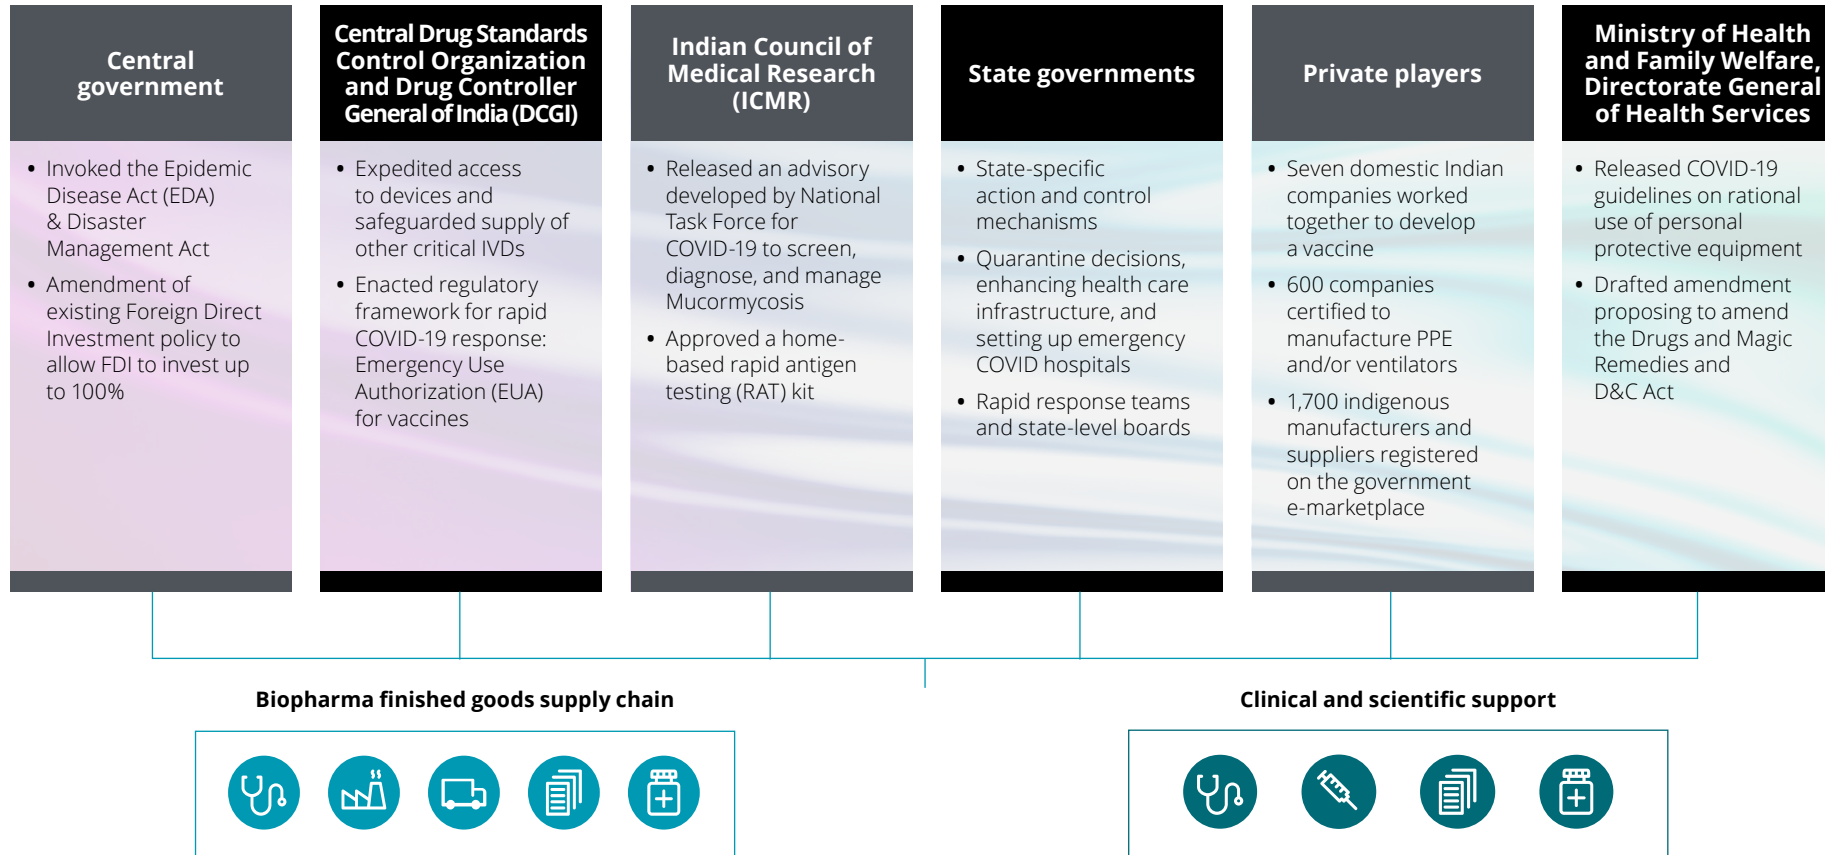 Central
government
• Invoked the Epidemic
Disease Act (EDA)
& Disaster
Management Act
• Amendment of
existing Foreign Direct
Investment policy to
allow FDI to invest up
to 100%
Central Drug Standards
Control Organization
and Drug Controller
General of India (DCGI)
• Expedited access
to devices and
safeguarded supply of
other critical IVDs
• Enacted regulatory
framework for rapid
COVID-19 response:
Emergency Use
Authorization (EUA)
for vaccines
Indian Council of
Medical Research
(ICMR)
• Released an advisory
developed by National
Task Force for
COVID-19 to screen,
diagnose, and manage
Mucormycosis
• Approved a home-
based rapid antigen
testing (RAT) kit
State governments
• State-specific
action and control
mechanisms
• Quarantine decisions,
enhancing health care
infrastructure, and
setting up emergency
COVID hospitals
• Rapid response teams
and state-level boards
Private players
• Seven domestic Indian
companies worked
together to develop
a vaccine
• 600 companies
certified to
manufacture PPE
and/or ventilators
• 1,700 indigenous
manufacturers and
suppliers registered
on the government
e-marketplace
Ministry of Health
and Family Welfare,
Directorate General
of Health Services
• Released COVID-19
guidelines on rational
use of personal
protective equipment
• Drafted amendment
proposing to amend
the Drugs and Magic
Remedies and
D&C Act
Biopharma finished goods supply chain
Clinical and scientific support